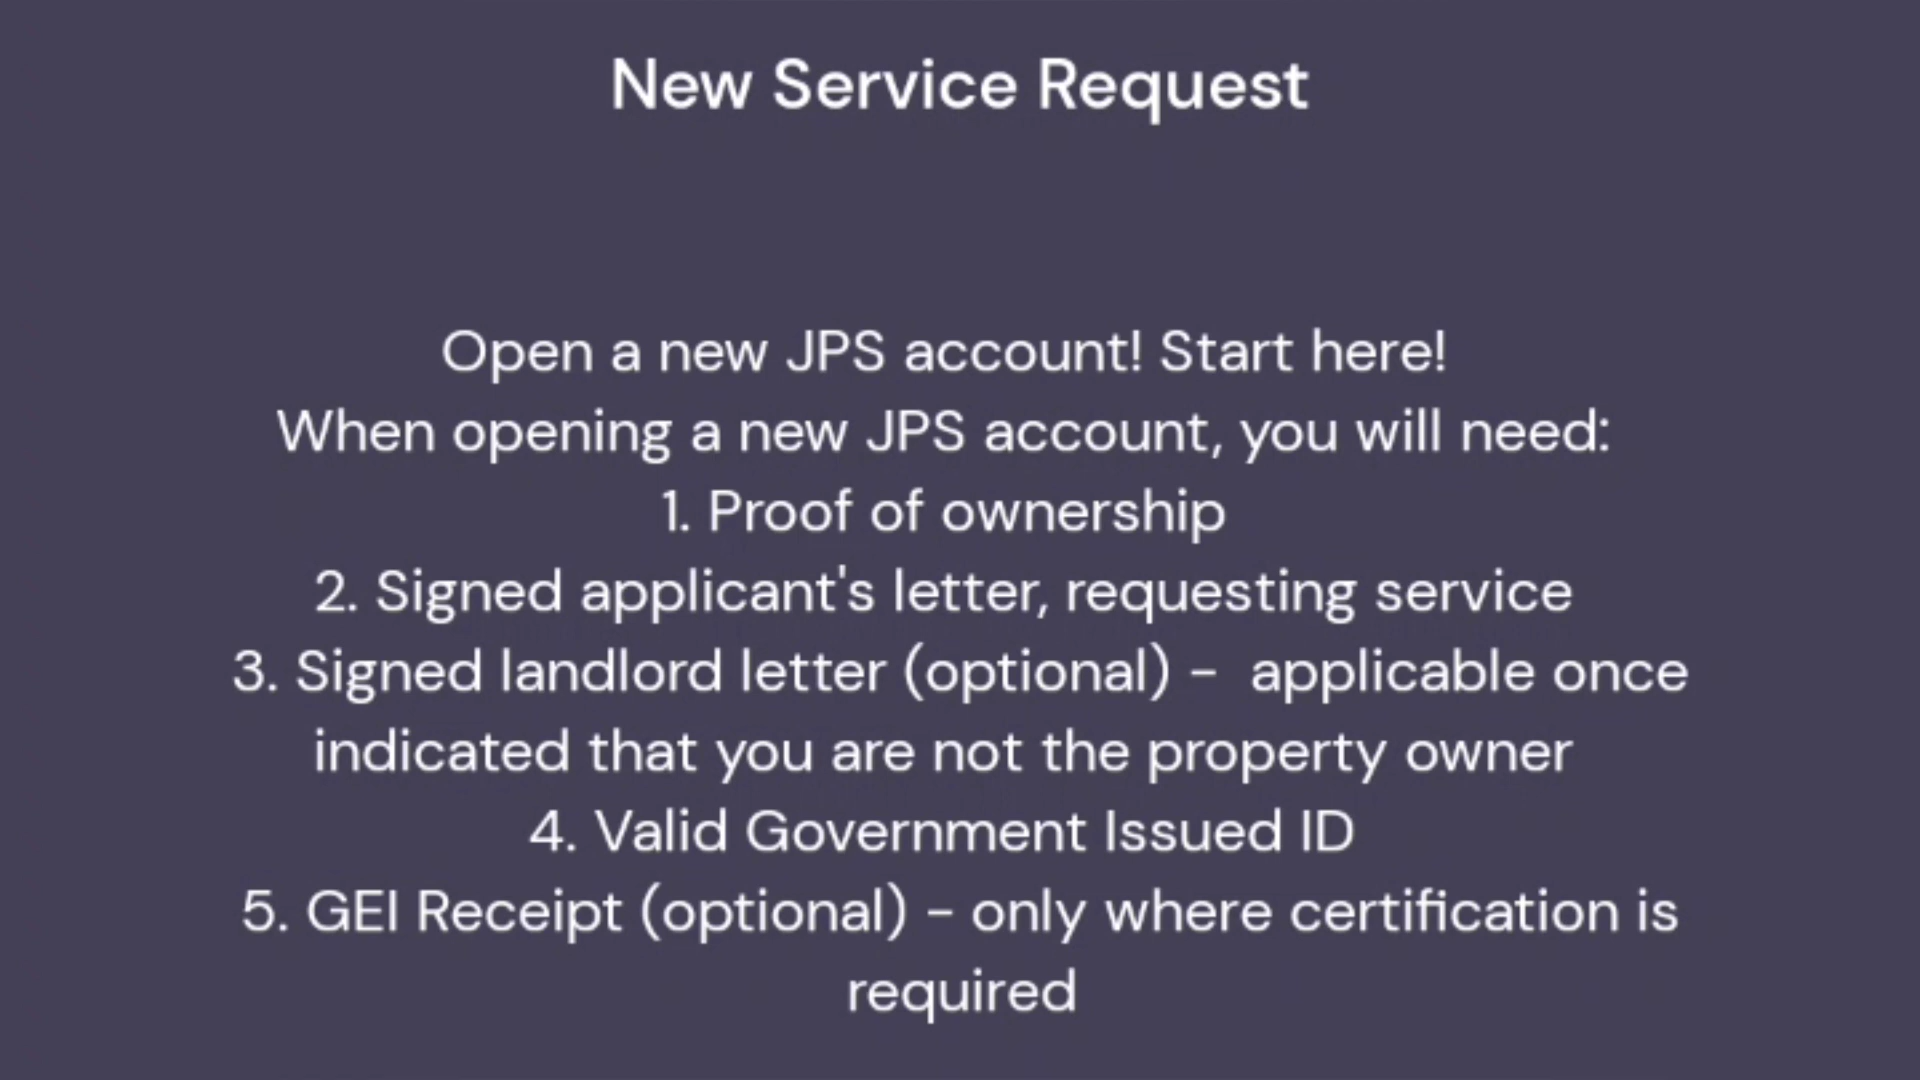 New Service Request
Open a new JPS account! Start here!
When opening a new JPS account, you will need:
1. Proof of ownership
2. Signed applicant's letter, requesting service
3. Signed landlord letter (optional) -  applicable once
indicated that you are not the property owner
4. Valid Government Issued ID
5. GEI Receipt (optional) - only where certification is
required